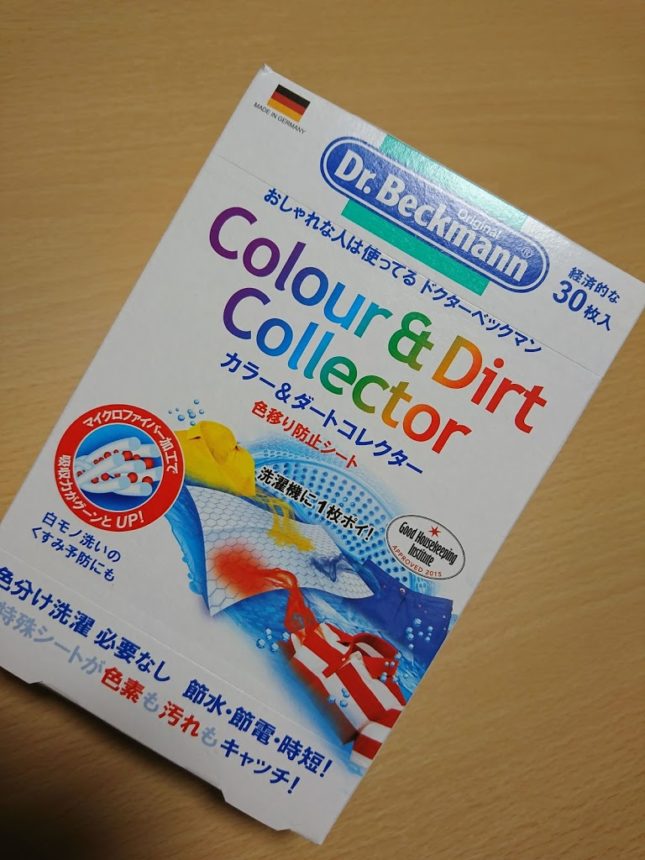 MADE IN GERMANY
Original
Dr. Beckmann®
おしゃれな人は使ってる ドクターベックマン
経済的な
30枚入
Colour & Dirt
Collector
カラー&ダートコレクター
色移り防止シート
マイクロファイバー加工で
吸収力がグーンと UP!
洗濯機に1枚ポイ!
Good Housekeeping
Institute
APPROVED 2015
白モノ洗いの
くすみ予防にも
色分け洗濯 必要なし 節水・節電・時短!
特殊シートが色素も汚れもキャッチ!